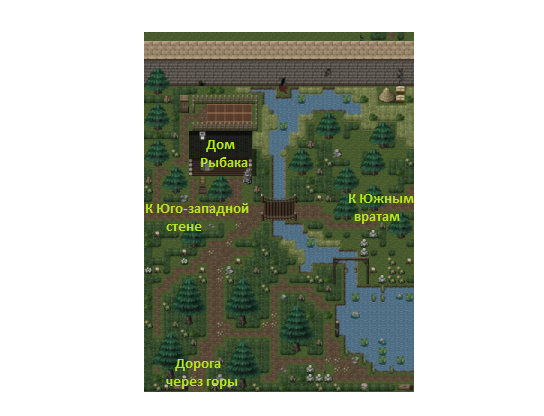 Дом
Рыбака
К Юго-западной
стене
К Южным
вратам
Дорога
через горы